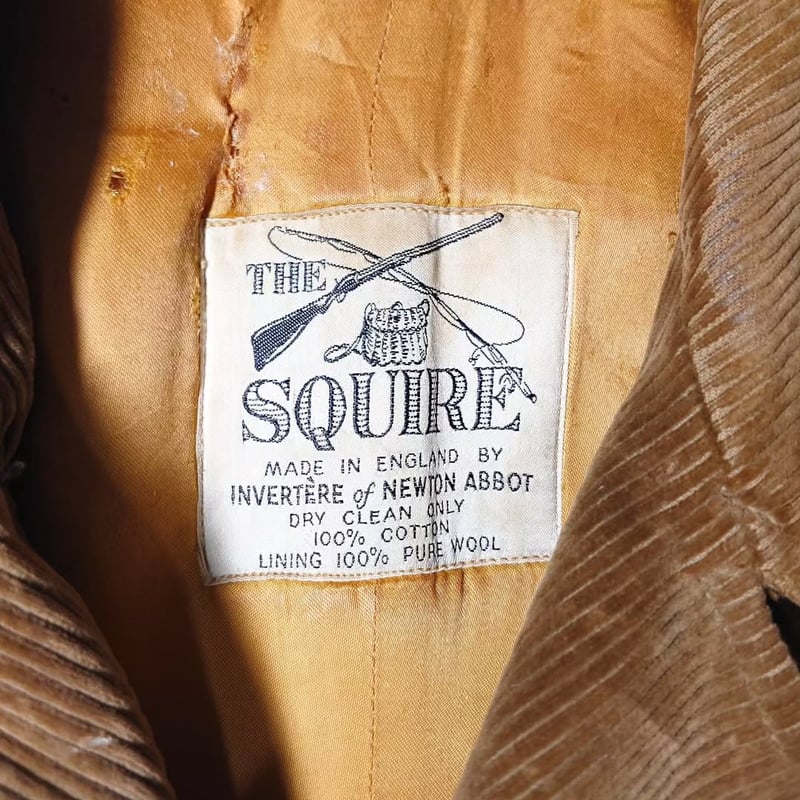 THE
SQUIRE
MADE IN ENGLAND BY
INVERTÈRE of NEWTON ABBOT
DRY CLEAN ONLY
100% COTTON
LINING 100% PURE WOOL